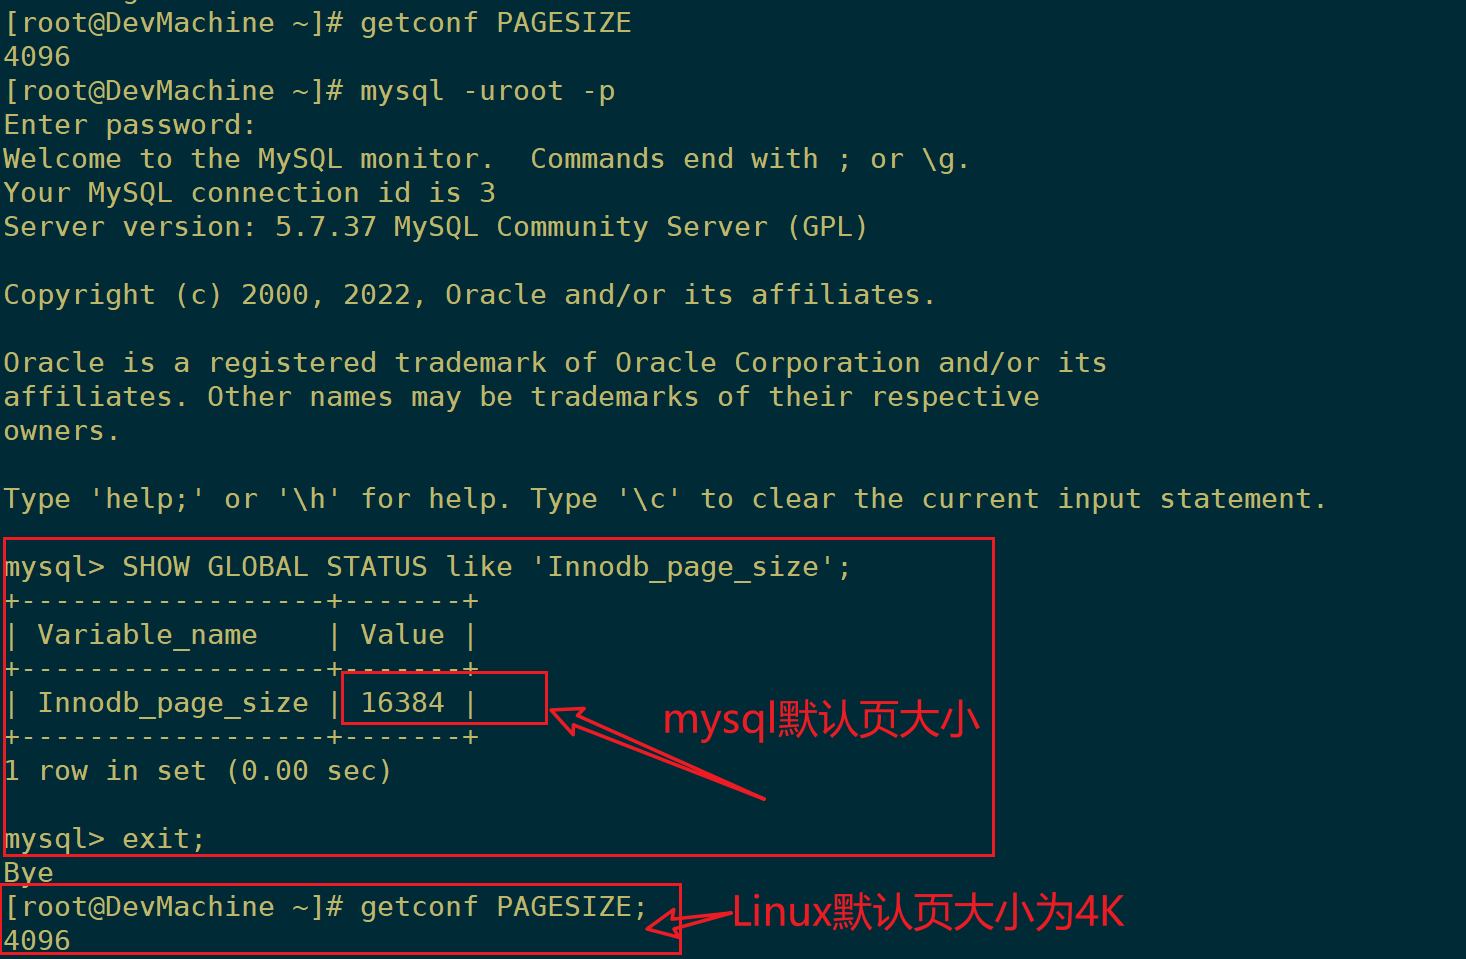 [root@DevMachine ~]# getconf PAGESIZE
4096
[root@DevMachine ~]# mysql -uroot -p
Enter password:
Welcome to the MySQL monitor.  Commands end with ; or \g.
Your MySQL connection id is 3
Server version: 5.7.37 MySQL Community Server (GPL)
Copyright (c) 2000, 2022, Oracle and/or its affiliates.
Oracle is a registered trademark of Oracle Corporation and/or its
affiliates. Other names may be trademarks of their respective
owners.
Type 'help;' or '\h' for help. Type '\c' to clear the current input statement.
mysql> SHOW GLOBAL STATUS like 'Innodb_page_size';
+------------------+-------+
| Variable_name    | Value |
+------------------+-------+
| Innodb_page_size | 16384 |
mysql默认页大小
+------------------+-------+
1 row in set (0.00 sec)
mysql> exit;
Bye
[root@DevMachine ~]# getconf PAGESIZE;
Linux默认页大小为4K
4096